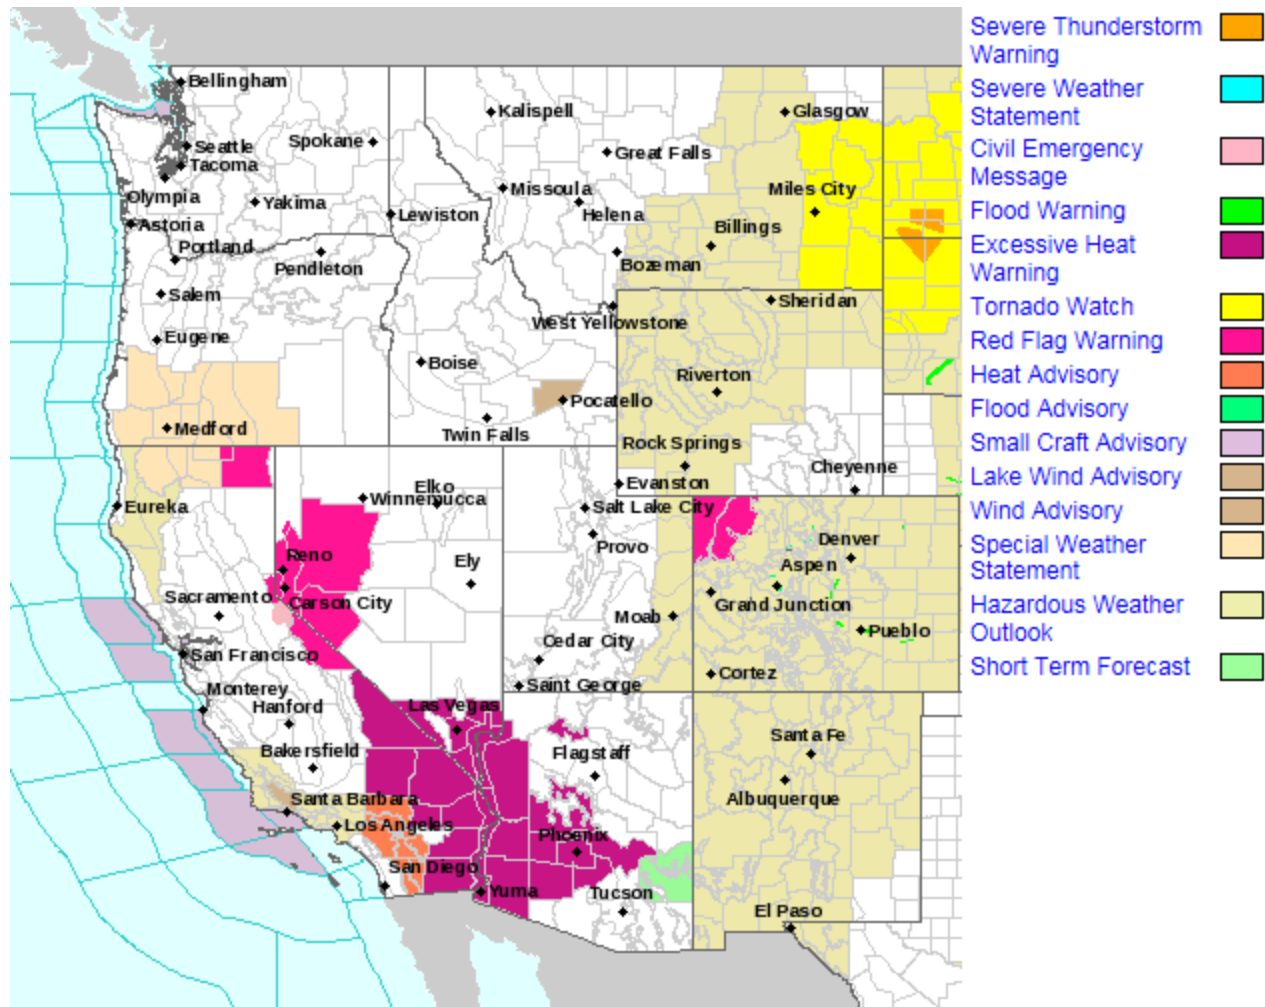 Bellingham
Seattle
Tacoma
Olympia
Astoria
Spokane
Yakima
Lewiston
Portland
Pendleton
Salem
Eugene
Medford
Kalispell
Great Falls
Missoula
Helena
Glasgow
Miles City
Billings
Bozeman
Sheridan
West Yellowstone
Boise
Pocatello
Twin Falls
Riverton
Rock Springs
Evanston
Cheyenne
Eureka
Elko
Winnemucca
Reno
Ely
Carson City
Sacramento
San Francisco
Monterey
Hanford
Bakersfield
Las Vegas
Santa Barbara
Los Angeles
San Diego
Yuma
Salt Lake City
Provo
Moab
Cedar City
Saint George
Denver
Aspen
Grand Junction
Pueblo
Cortez
Flagstaff
Phoenix
Tucson
Santa Fe
Albuquerque
El Paso
Severe Thunderstorm
Warning
Severe Weather
Statement
Civil Emergency
Message
Flood Warning
Excessive Heat
Warning
Tornado Watch
Red Flag Warning
Heat Advisory
Flood Advisory
Small Craft Advisory
Lake Wind Advisory
Wind Advisory
Special Weather
Statement
Hazardous Weather
Outlook
Short Term Forecast